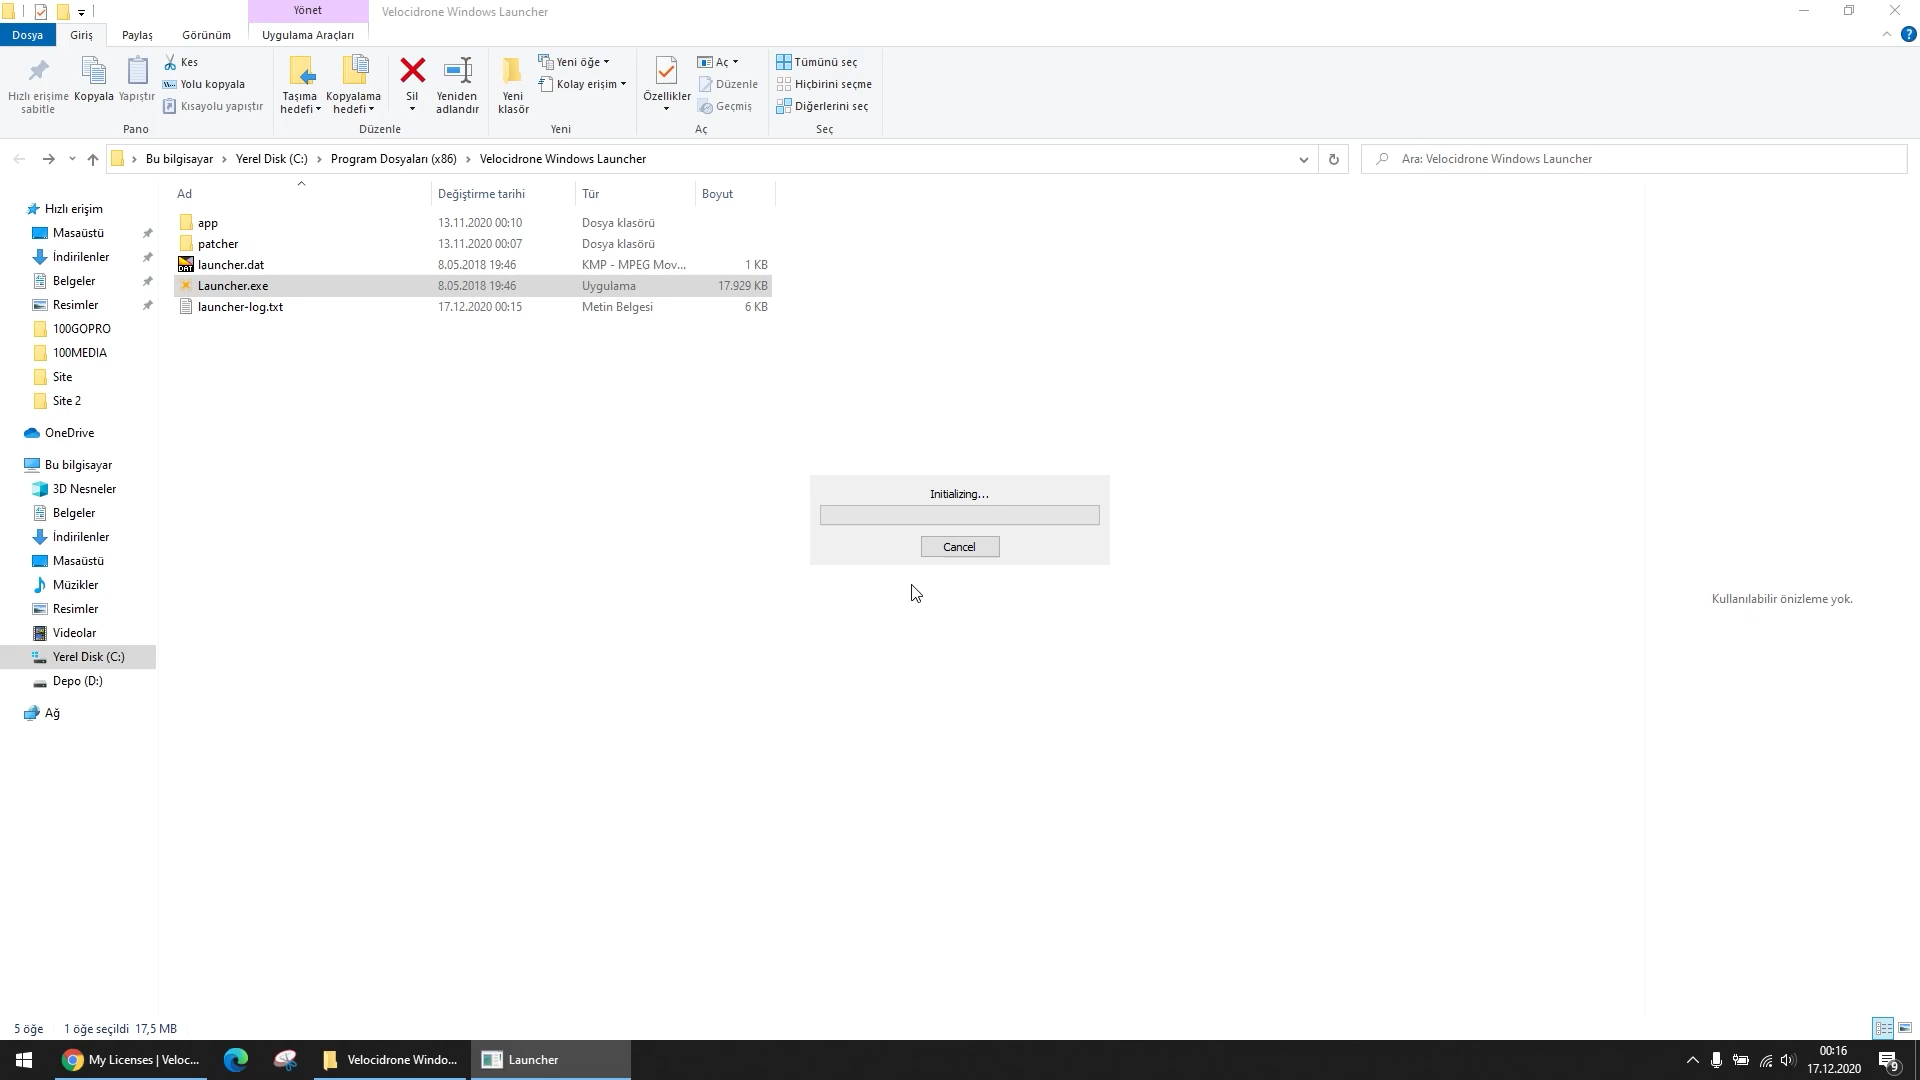 Yönet
Velocidrone Windows Launcher
Dosya
Giriş
Paylaş
Görünüm
Uygulama Araçları
Hızlı erişime sabitle
Kopyala
Yapıştır
Kes
Yolu kopyala
Kısayolu yapıştır
Pano
Taşıma hedefi
Kopyalama hedefi
Sil
Yeniden adlandır
Düzenle
Yeni klasör
Yeni öğe
Kolay erişim
Yeni
Özellikler
Aç
Düzenle
Geçmiş
Aç
Tümünü seç
Hiçbirini seçme
Diğerlerini seç
Seç
Bu bilgisayar > Yerel Disk (C:) > Program Dosyaları (x86) > Velocidrone Windows Launcher
Ara: Velocidrone Windows Launcher
Ad Değiştirme tarihi Tür Boyut
app 13.11.2020 00:10 Dosya klasörü
patcher 13.11.2020 00:07 Dosya klasörü
launcher.dat 8.05.2018 19:46 KMP - MPEG Mov... 1 KB
Launcher.exe 8.05.2018 19:46 Uygulama 17.929 KB
launcher-log.txt 17.12.2020 00:15 Metin Belgesi 6 KB
Hızlı erişim
Masaüstü
İndirilenler
Belgeler
Resimler
100GOPRO
100MEDIA
Site
Site 2
OneDrive
Bu bilgisayar
3D Nesneler
Belgeler
İndirilenler
Masaüstü
Müzikler
Resimler
Videolar
Yerel Disk (C:)
Depo (D:)
Ağ
Initializing...
Cancel
Kullanılabilir önizleme yok.
5 öğe 1 öğe seçildi 17,5 MB
My Licenses | Veloc...
Velocidrone Windo...
Launcher
00:16
17.12.2020
9